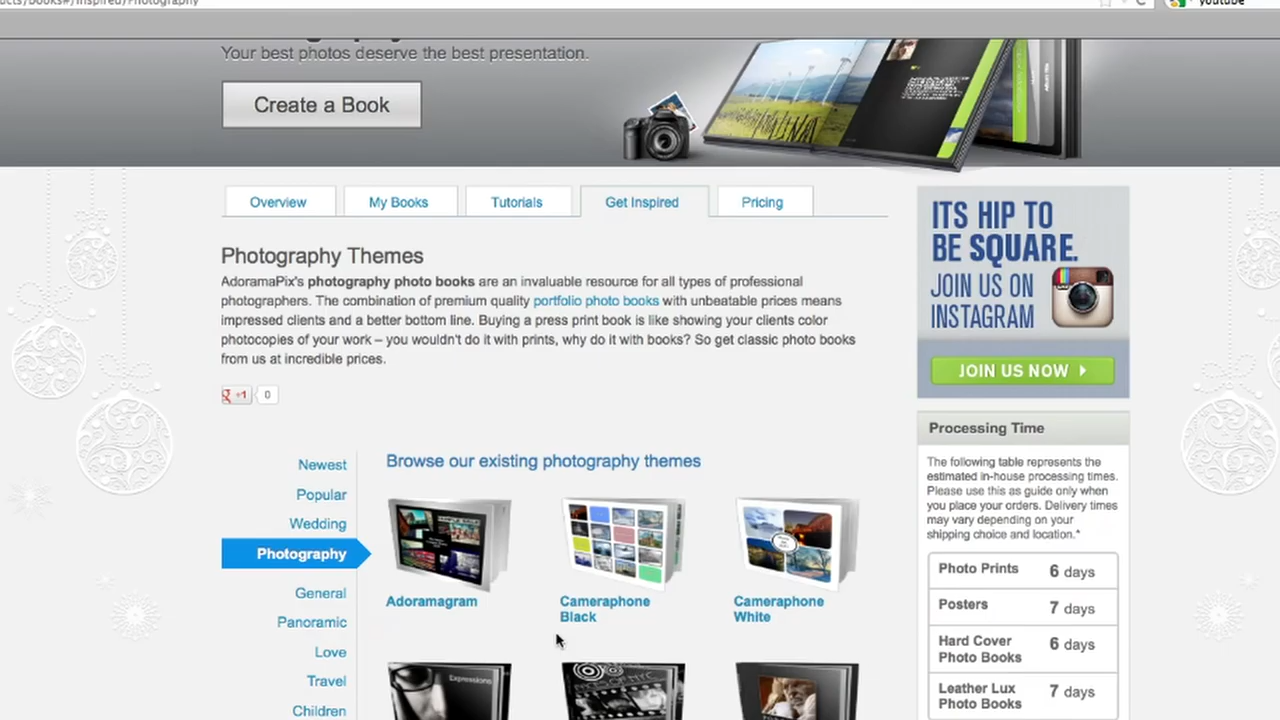 youtube
Your best photos deserve the best presentation.
Create a Book
Overview
My Books
Tutorials
Get Inspired
Pricing
Photography Themes
AdoramaPix's photography photo books are an invaluable resource for all types of professional
photographers. The combination of premium quality portfolio photo books with unbeatable prices means
impressed clients and a better bottom line. Buying a press print book is like showing your clients color
photocopies of your work – you wouldn't do it with prints, why do it with books? So get classic photo books
from us at incredible prices.
+1
0
ITS HIP TO
BE SQUARE.
JOIN US ON
INSTAGRAM
JOIN US NOW
Processing Time
The following table represents the
estimated in-house processing times.
Please use this as guide only when
you place your orders. Delivery times
may vary depending on your
shipping choice and location.*
Photo Prints 6 days
Posters 7 days
Hard Cover
Photo Books 6 days
Leather Lux
Photo Books 7 days
Newest
Popular
Wedding
Photography
General
Panoramic
Love
Travel
Children
Browse our existing photography themes
Adoramagram
Cameraphone
Black
Cameraphone
White
Expressions